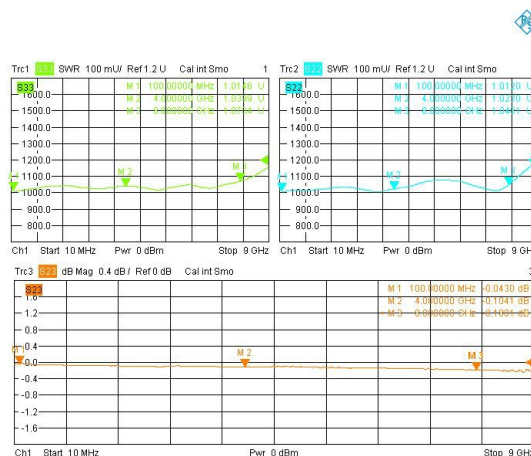 Trc1 S33 SWR 100 mU/ Ref 1.2 U Cal int Smo 1
S33
M 1 100.00000 MHz 1.0146 U
M 2 4.000000 GHz
1600.0
1400.0
1300.0
1200.0
1100.0
1000.0
900.0
800.0
M 2
M 3
Ch1 Start 10 MHz Pwr 0 dBm Stop 9 GHz
Trc2 S22 SWR 100 mU/ Ref 1.2 U Cal int Smo
S22
M 1 100.00000 MHz
M 2 4.000000 GHz
1600.0
1400.0
1300.0
1200.0
1100.0
1000.0
900.0
800.0
M 2
M 3
Ch1 Start 10 MHz Pwr 0 dBm Stop 9 GHz
Trc3 S23 dB Mag 0.4 dB / Ref 0 dB Cal int Smo
S23
M 1 100.00000 MHz -0.0430 dB
M 2 4.000000 GHz -0.1041 dB
1.6
1.2
0.8
0.4
0.0
-0.4
-0.8
-1.2
-1.6
M 1
M 2
M 3
Ch1 Start 10 MHz Pwr 0 dBm Stop 9 GHz